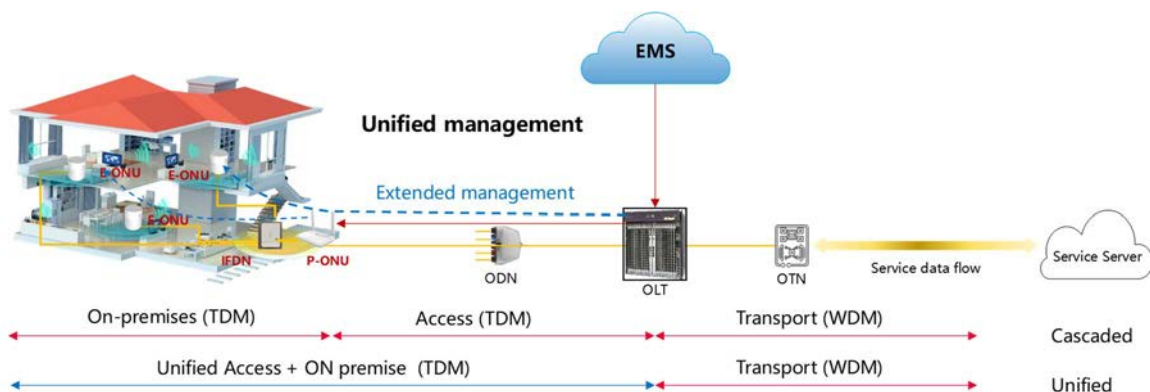 EMS
Unified management
E-ONU
E-ONU
Extended management
E-ONU
IFDN
P-ONU
ODN
OLT
OTN
Service data flow
Service Server
On-premises (TDM)
Access (TDM)
Transport (WDM)
Cascaded
Unified Access + ON premise (TDM)
Transport (WDM)
Unified